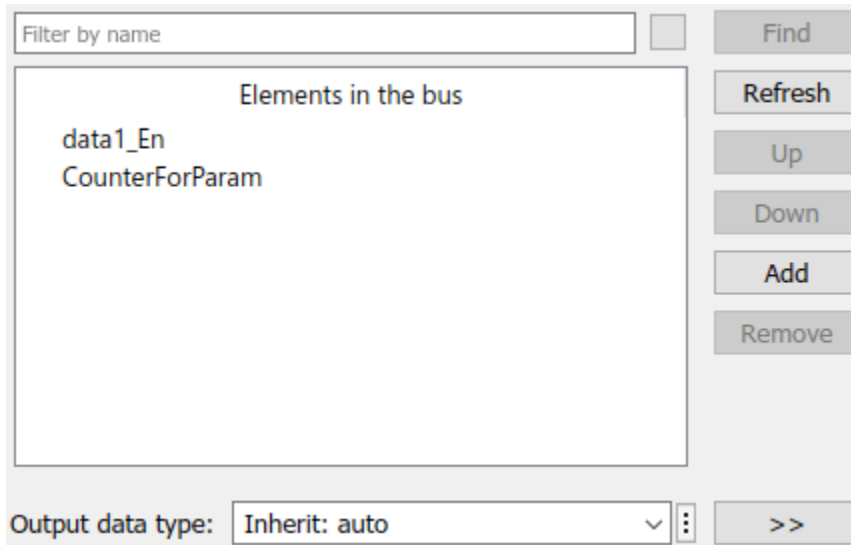 Filter by name
Find
Elements in the bus
Refresh
data1_En
Up
CounterForParam
Down
Add
Remove
Output data type: Inherit: auto >>